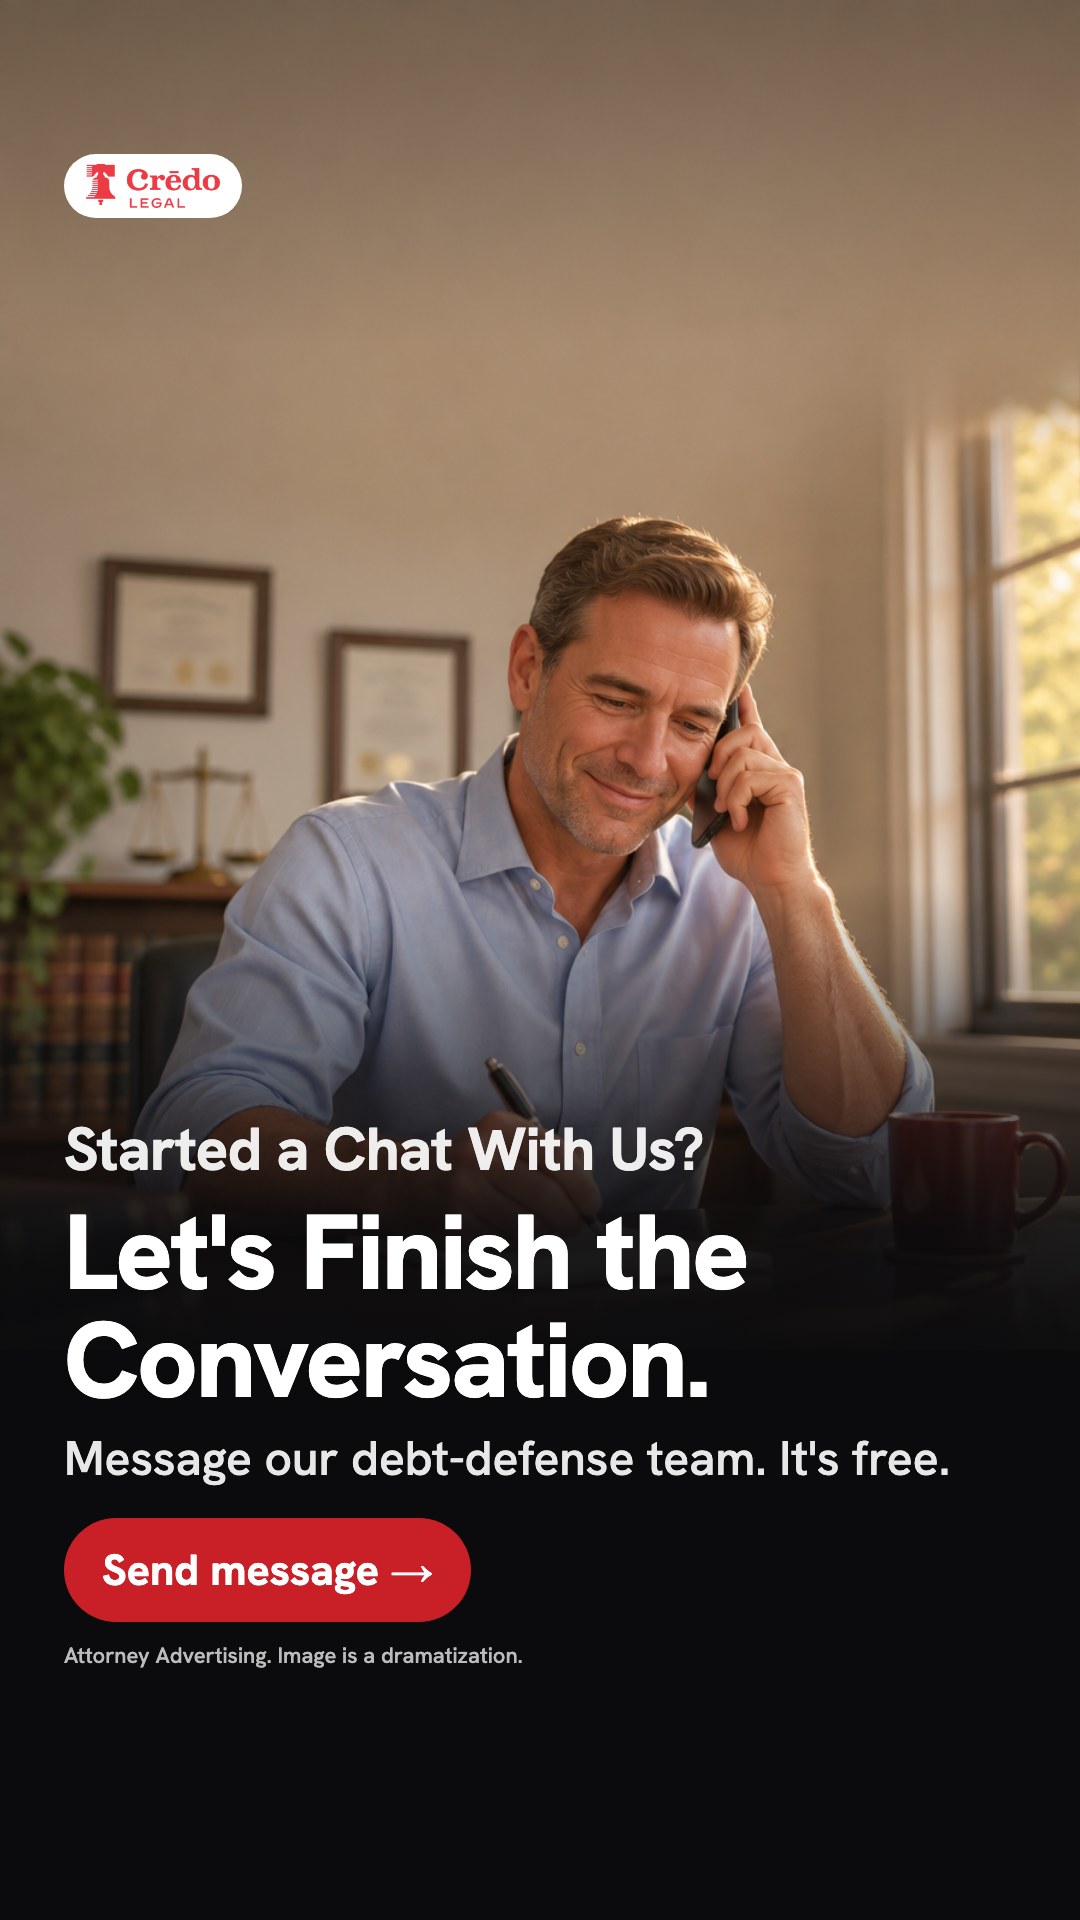 Crēdo
LEGAL
Started a Chat With Us?
Let's Finish the
Conversation.
Message our debt-defense team. It's free.
Send message →
Attorney Advertising. Image is a dramatization.